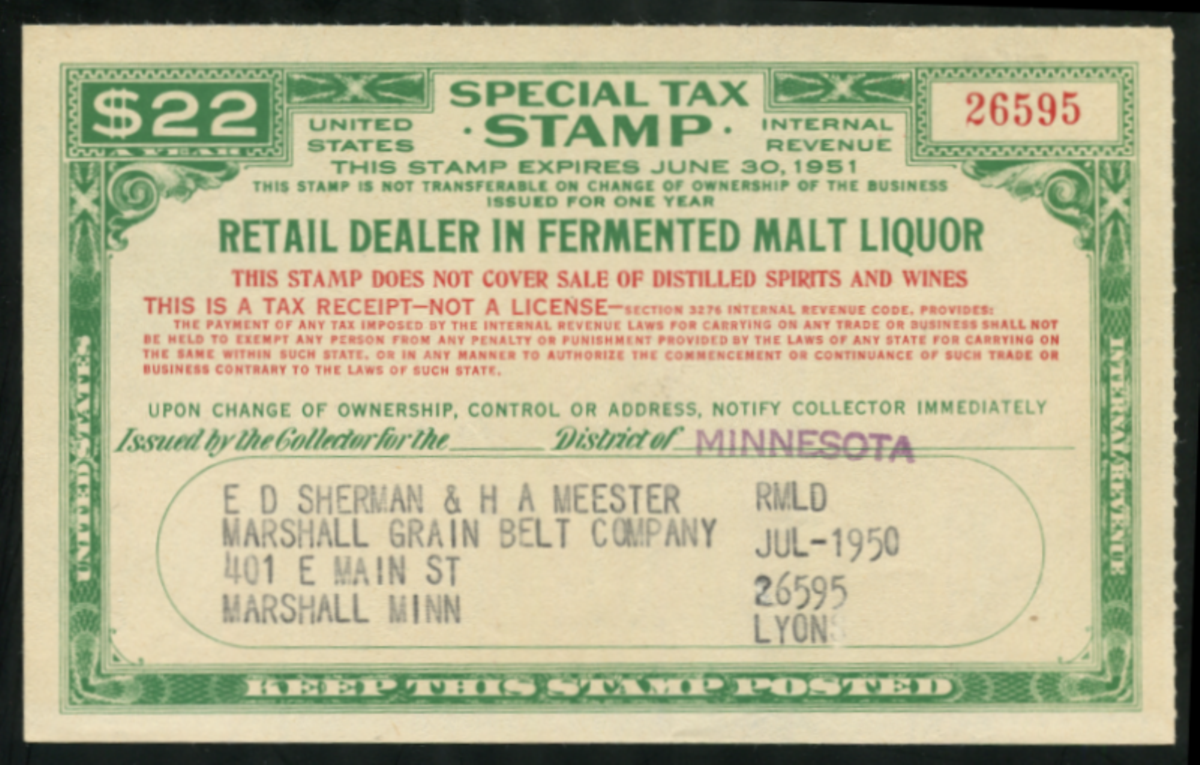 $22
A YEAR
SPECIAL TAX
STAMP
UNITED STATES
INTERNAL REVENUE
26595
THIS STAMP EXPIRES JUNE 30, 1951
THIS STAMP IS NOT TRANSFERABLE ON CHANGE OF OWNERSHIP OF THE BUSINESS
ISSUED FOR ONE YEAR
RETAIL DEALER IN FERMENTED MALT LIQUOR
THIS STAMP DOES NOT COVER SALE OF DISTILLED SPIRITS AND WINES
THIS IS A TAX RECEIPT—NOT A LICENSE—SECTION 3276 INTERNAL REVENUE CODE, PROVIDES:
THE PAYMENT OF ANY TAX IMPOSED BY THE INTERNAL REVENUE LAWS FOR CARRYING ON ANY TRADE OR BUSINESS SHALL NOT
BE HELD TO EXEMPT ANY PERSON FROM ANY PENALTY OR PUNISHMENT PROVIDED BY THE LAWS OF ANY STATE FOR CARRYING ON
THE SAME WITHIN SUCH STATE, OR IN ANY MANNER TO AUTHORIZE THE COMMENCEMENT OR CONTINUANCE OF SUCH TRADE OR
BUSINESS CONTRARY TO THE LAWS OF SUCH STATE.
UPON CHANGE OF OWNERSHIP, CONTROL OR ADDRESS, NOTIFY COLLECTOR IMMEDIATELY
Issued by the Collector for the District of MINNESOTA
E D SHERMAN & H A MEESTER RMLD
MARSHALL GRAIN BELT COMPANY JUL-1950
401 E MAIN ST 26595
MARSHALL MINN LYONS
UNITED STATES
INTERNAL REVENUE
KEEP THIS STAMP POSTED